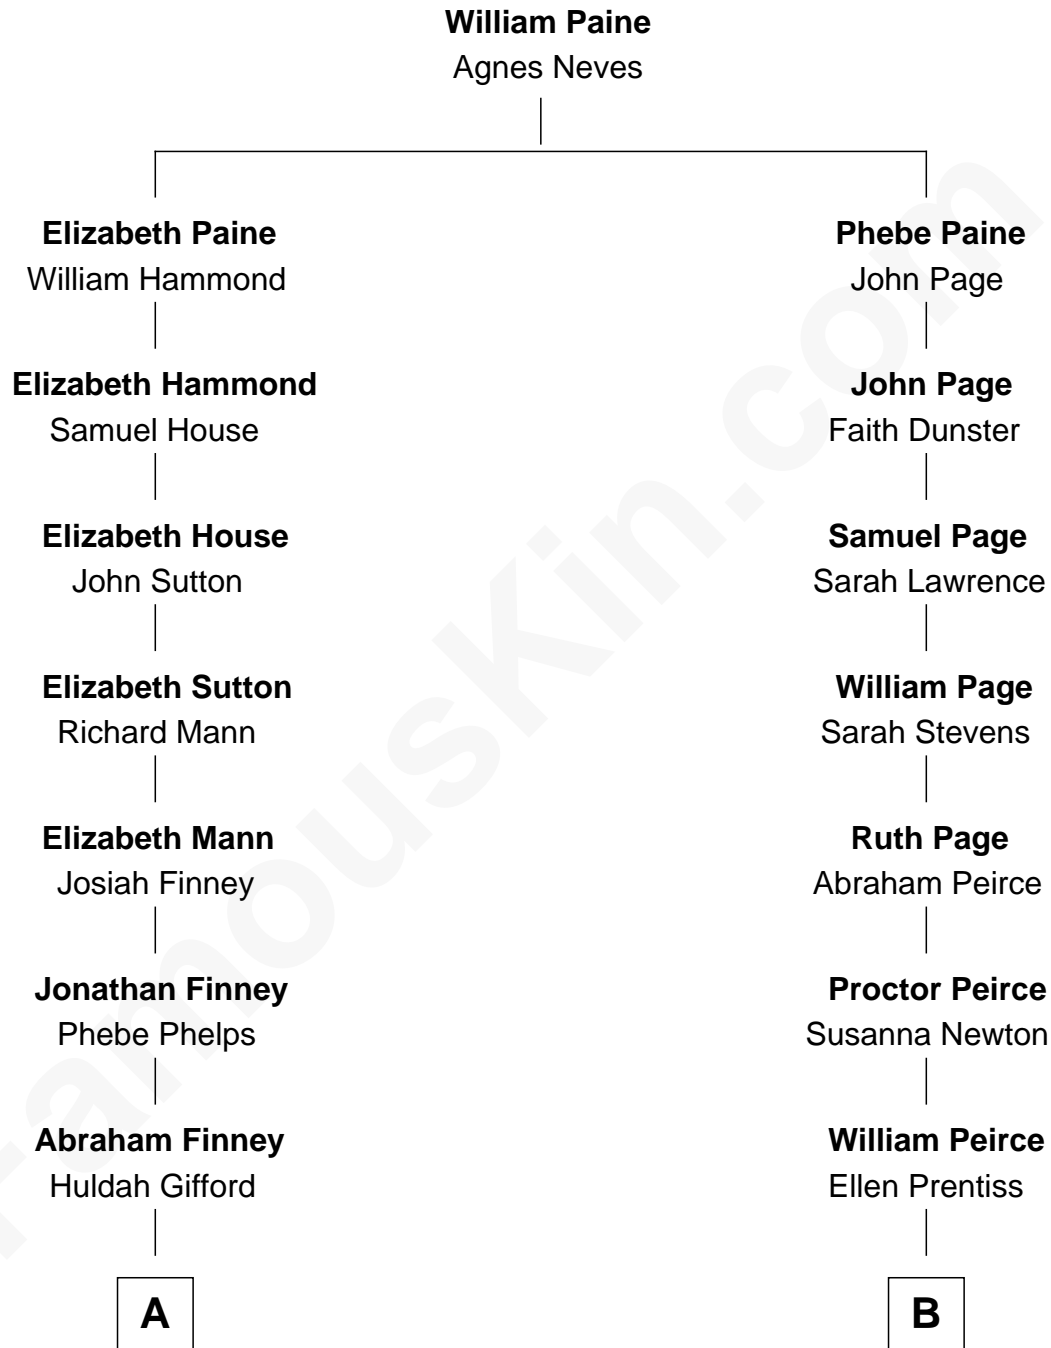 William Paine
Agnes Neves
Elizabeth Paine
William Hammond
Elizabeth Hammond
Samuel House
Elizabeth House
John Sutton
Elizabeth Sutton
Richard Mann
Elizabeth Mann
Josiah Finney
Jonathan Finney
Phebe Phelps
Abraham Finney
Huldah Gifford
A
Phebe Paine
John Page
John Page
Faith Dunster
Samuel Page
Sarah Lawrence
William Page
Sarah Stevens
Ruth Page
Abraham Peirce
Proctor Peirce
Susanna Newton
William Peirce
Ellen Prentiss
B
FamousKin.com